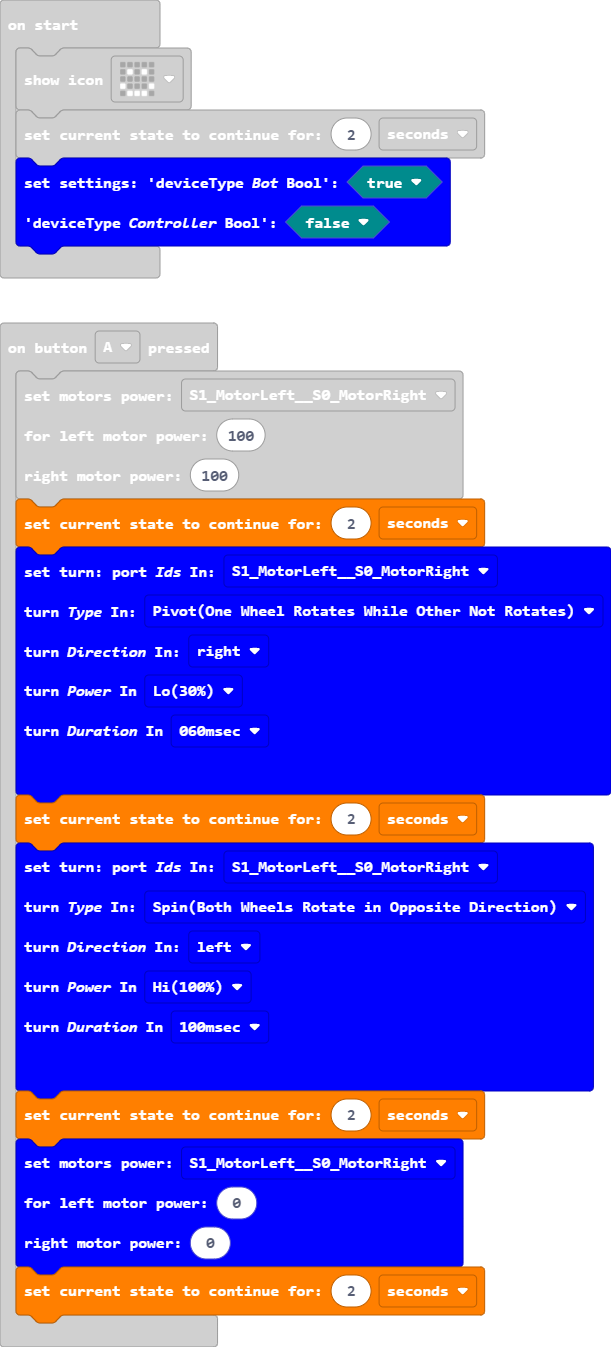 on start
show icon
set current state to continue for: 2 seconds
set settings: 'deviceType Bot Bool': true
'deviceType Controller Bool': false
on button A pressed
set motors power: S1_MotorLeft__S0_MotorRight
for left motor power: 100
right motor power: 100
set current state to continue for: 2 seconds
set turn: port Ids In: S1_MotorLeft__S0_MotorRight
turn Type In: Pivot(One Wheel Rotates While Other Not Rotates)
turn Direction In: right
turn Power In Lo(30%)
turn Duration In 060msec
set current state to continue for: 2 seconds
set turn: port Ids In: S1_MotorLeft__S0_MotorRight
turn Type In: Spin(Both Wheels Rotate in Opposite Direction)
turn Direction In: left
turn Power In Hi(100%)
turn Duration In 100msec
set current state to continue for: 2 seconds
set motors power: S1_MotorLeft__S0_MotorRight
for left motor power: 0
right motor power: 0
set current state to continue for: 2 seconds